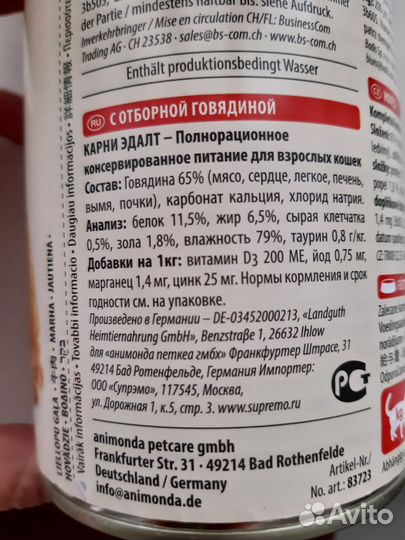 der Partie / mindestens haltbar bis: siehe Aufdruck.
Inverkehrbringer / Mise en circulation CH/FL: BusinessCom
Trading AG • CH 23538 • sales@bs-com.ch • www.bs-com.ch
Enthält produktionsbedingt Wasser
RU С ОТБОРНОЙ ГОВЯДИНОЙ
КАРНИ ЭДАЛТ – Полнорационное
консервированное питание для взрослых кошек
Состав: Говядина 65% (мясо, сердце, легкое, печень,
вымя, почки), карбонат кальция, хлорид натрия.
Анализ: белок 11,5%, жир 6,5%, сырая клетчатка
0,5%, зола 1,8%, влажность 79%, таурин 0,8 г/кг.
Добавки на 1кг: витамин D3 200 МЕ, йод 0,75 мг,
марганец 1,4 мг, цинк 25 мг. Нормы кормления и срок
годности см. на упаковке.
Произведено в Германии – DE-03452000213, «Landguth
Heimtiernahrung GmbH», Benzstraße 1, 26632 Ihlow
для «анимонда петкеа гмбх» Франкфуртер Штрасе, 31
49214 Бад Ротенфельде, Германия Импортер:
ООО «Супрэмо», 117545, Москва,
ул. Дорожная 1, к.5, стр. 3. www.supremo.ru
animonda petcare gmbh
Frankfurter Str. 31 · 49214 Bad Rothenfelde
Deutschland / Germany
info@animonda.de
Artikel-Nr./
No. art.: 83723
Avito